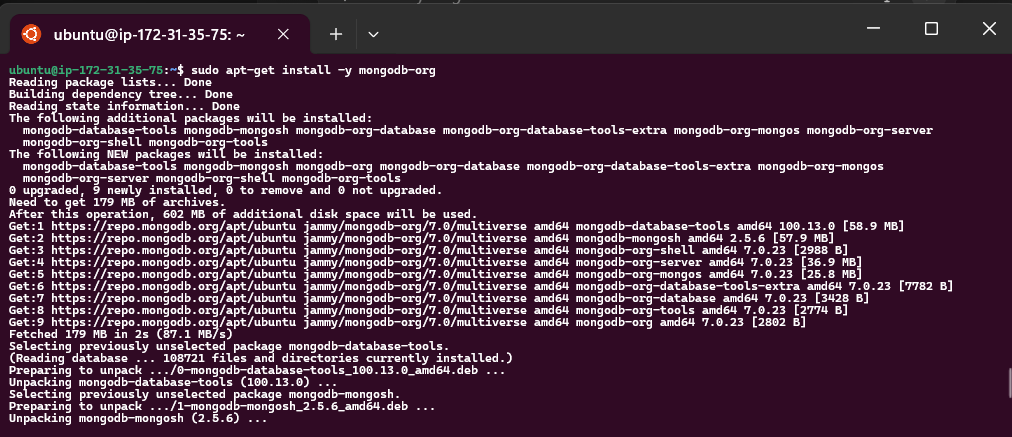 ubuntu@ip-172-31-35-75: ~
ubuntu@ip-172-31-35-75:~$ sudo apt-get install -y mongodb-org
Reading package lists... Done
Building dependency tree... Done
Reading state information... Done
The following additional packages will be installed:
  mongodb-database-tools mongodb-mongosh mongodb-org-database mongodb-org-database-tools-extra mongodb-org-mongos mongodb-org-server
  mongodb-org-shell mongodb-org-tools
The following NEW packages will be installed:
  mongodb-database-tools mongodb-mongosh mongodb-org mongodb-org-database mongodb-org-database-tools-extra mongodb-org-mongos
  mongodb-org-server mongodb-org-shell mongodb-org-tools
0 upgraded, 9 newly installed, 0 to remove and 0 not upgraded.
Need to get 179 MB of archives.
After this operation, 602 MB of additional disk space will be used.
Get:1 https://repo.mongodb.org/apt/ubuntu jammy/mongodb-org/7.0/multiverse amd64 mongodb-database-tools amd64 100.13.0 [58.9 MB]
Get:2 https://repo.mongodb.org/apt/ubuntu jammy/mongodb-org/7.0/multiverse amd64 mongodb-mongosh amd64 2.5.6 [57.9 MB]
Get:3 https://repo.mongodb.org/apt/ubuntu jammy/mongodb-org/7.0/multiverse amd64 mongodb-org-shell amd64 7.0.23 [2988 B]
Get:4 https://repo.mongodb.org/apt/ubuntu jammy/mongodb-org/7.0/multiverse amd64 mongodb-org-server amd64 7.0.23 [36.9 MB]
Get:5 https://repo.mongodb.org/apt/ubuntu jammy/mongodb-org/7.0/multiverse amd64 mongodb-org-mongos amd64 7.0.23 [25.8 MB]
Get:6 https://repo.mongodb.org/apt/ubuntu jammy/mongodb-org/7.0/multiverse amd64 mongodb-org-database-tools-extra amd64 7.0.23 [7782 B]
Get:7 https://repo.mongodb.org/apt/ubuntu jammy/mongodb-org/7.0/multiverse amd64 mongodb-org-database amd64 7.0.23 [3428 B]
Get:8 https://repo.mongodb.org/apt/ubuntu jammy/mongodb-org/7.0/multiverse amd64 mongodb-org-tools amd64 7.0.23 [2774 B]
Get:9 https://repo.mongodb.org/apt/ubuntu jammy/mongodb-org/7.0/multiverse amd64 mongodb-org amd64 7.0.23 [2802 B]
Fetched 179 MB in 2s (87.1 MB/s)
Selecting previously unselected package mongodb-database-tools.
(Reading database ... 108721 files and directories currently installed.)
Preparing to unpack .../0-mongodb-database-tools_100.13.0_amd64.deb ...
Unpacking mongodb-database-tools (100.13.0) ...
Selecting previously unselected package mongodb-mongosh.
Preparing to unpack .../1-mongodb-mongosh_2.5.6_amd64.deb ...
Unpacking mongodb-mongosh (2.5.6) ...